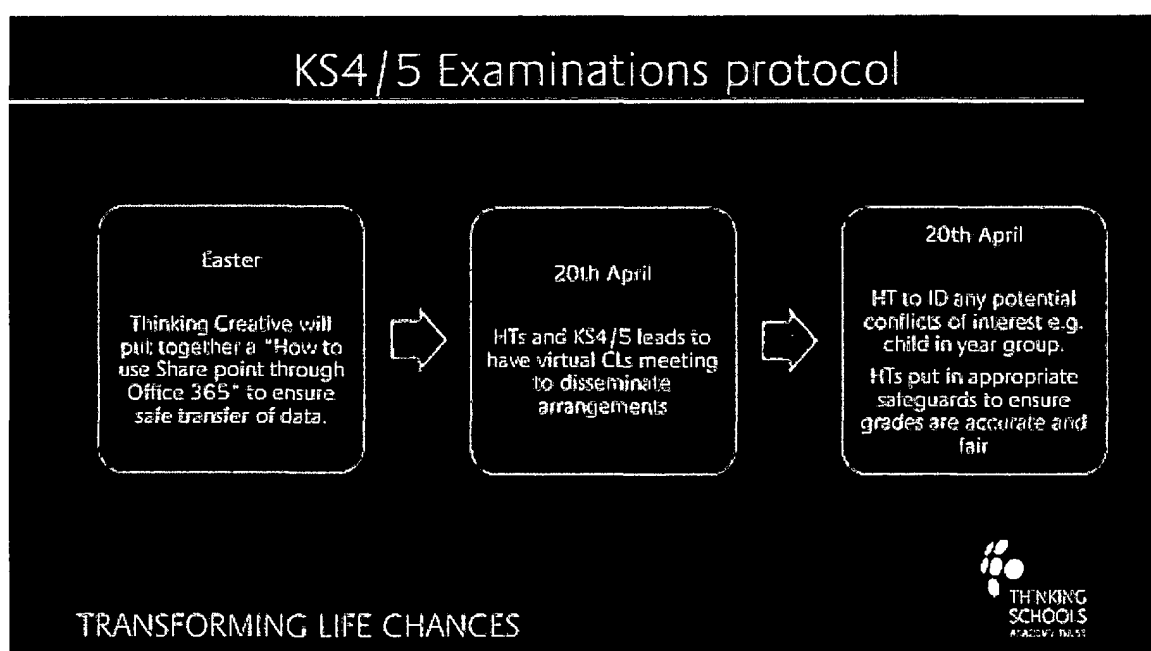 KS4/5 Examinations protocol
Easter
Thinking Creative will
put together a "How to
use Share point through
Office 365" to ensure
safe transfer of data.
20th April
HTs and KS4/5 leads to
have virtual CLs meeting
to disseminate
arrangements
20th April
HT to ID any potential
conflicts of interest e.g.
child in year group.
HTs put in appropriate
safeguards to ensure
grades are accurate and
fair
TRANSFORMING LIFE CHANCES
THINKING
SCHOOLS
ACADEMY TRUST